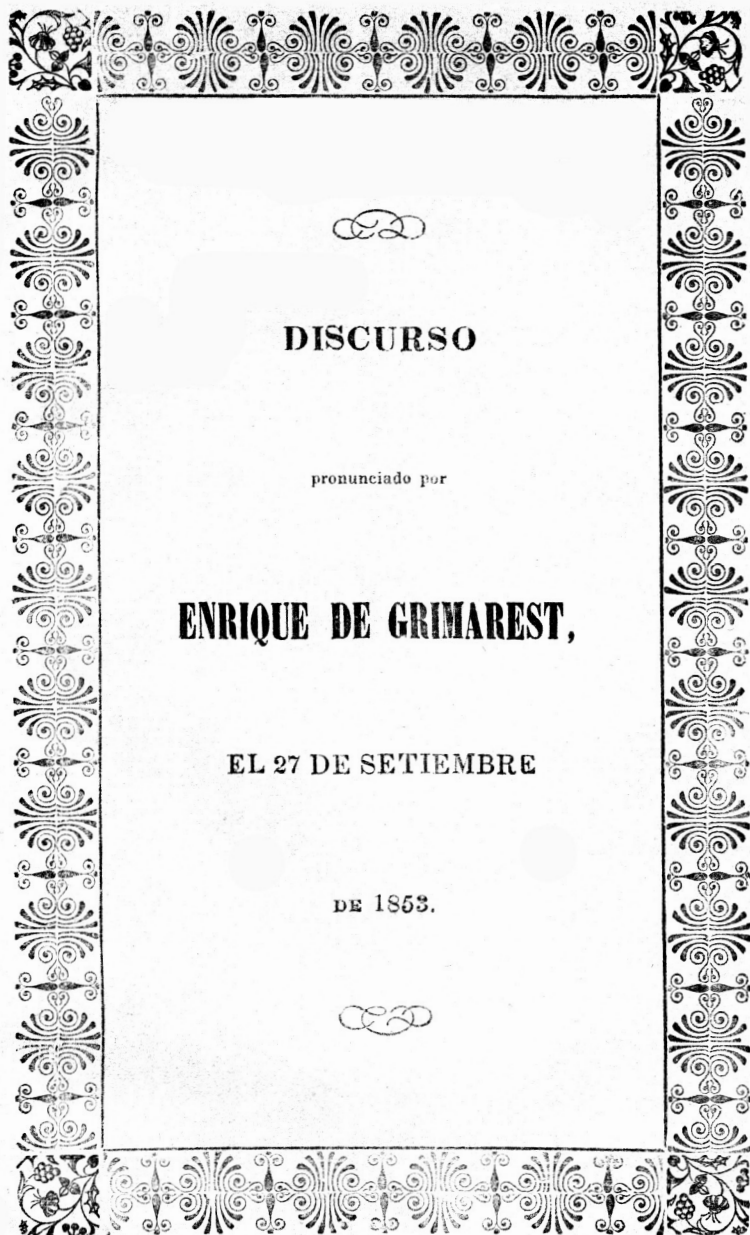 DISCURSO
pronunciado por
ENRIQUE DE GRIMAREST,
EL 27 DE SETIEMBRE
DE 1853.